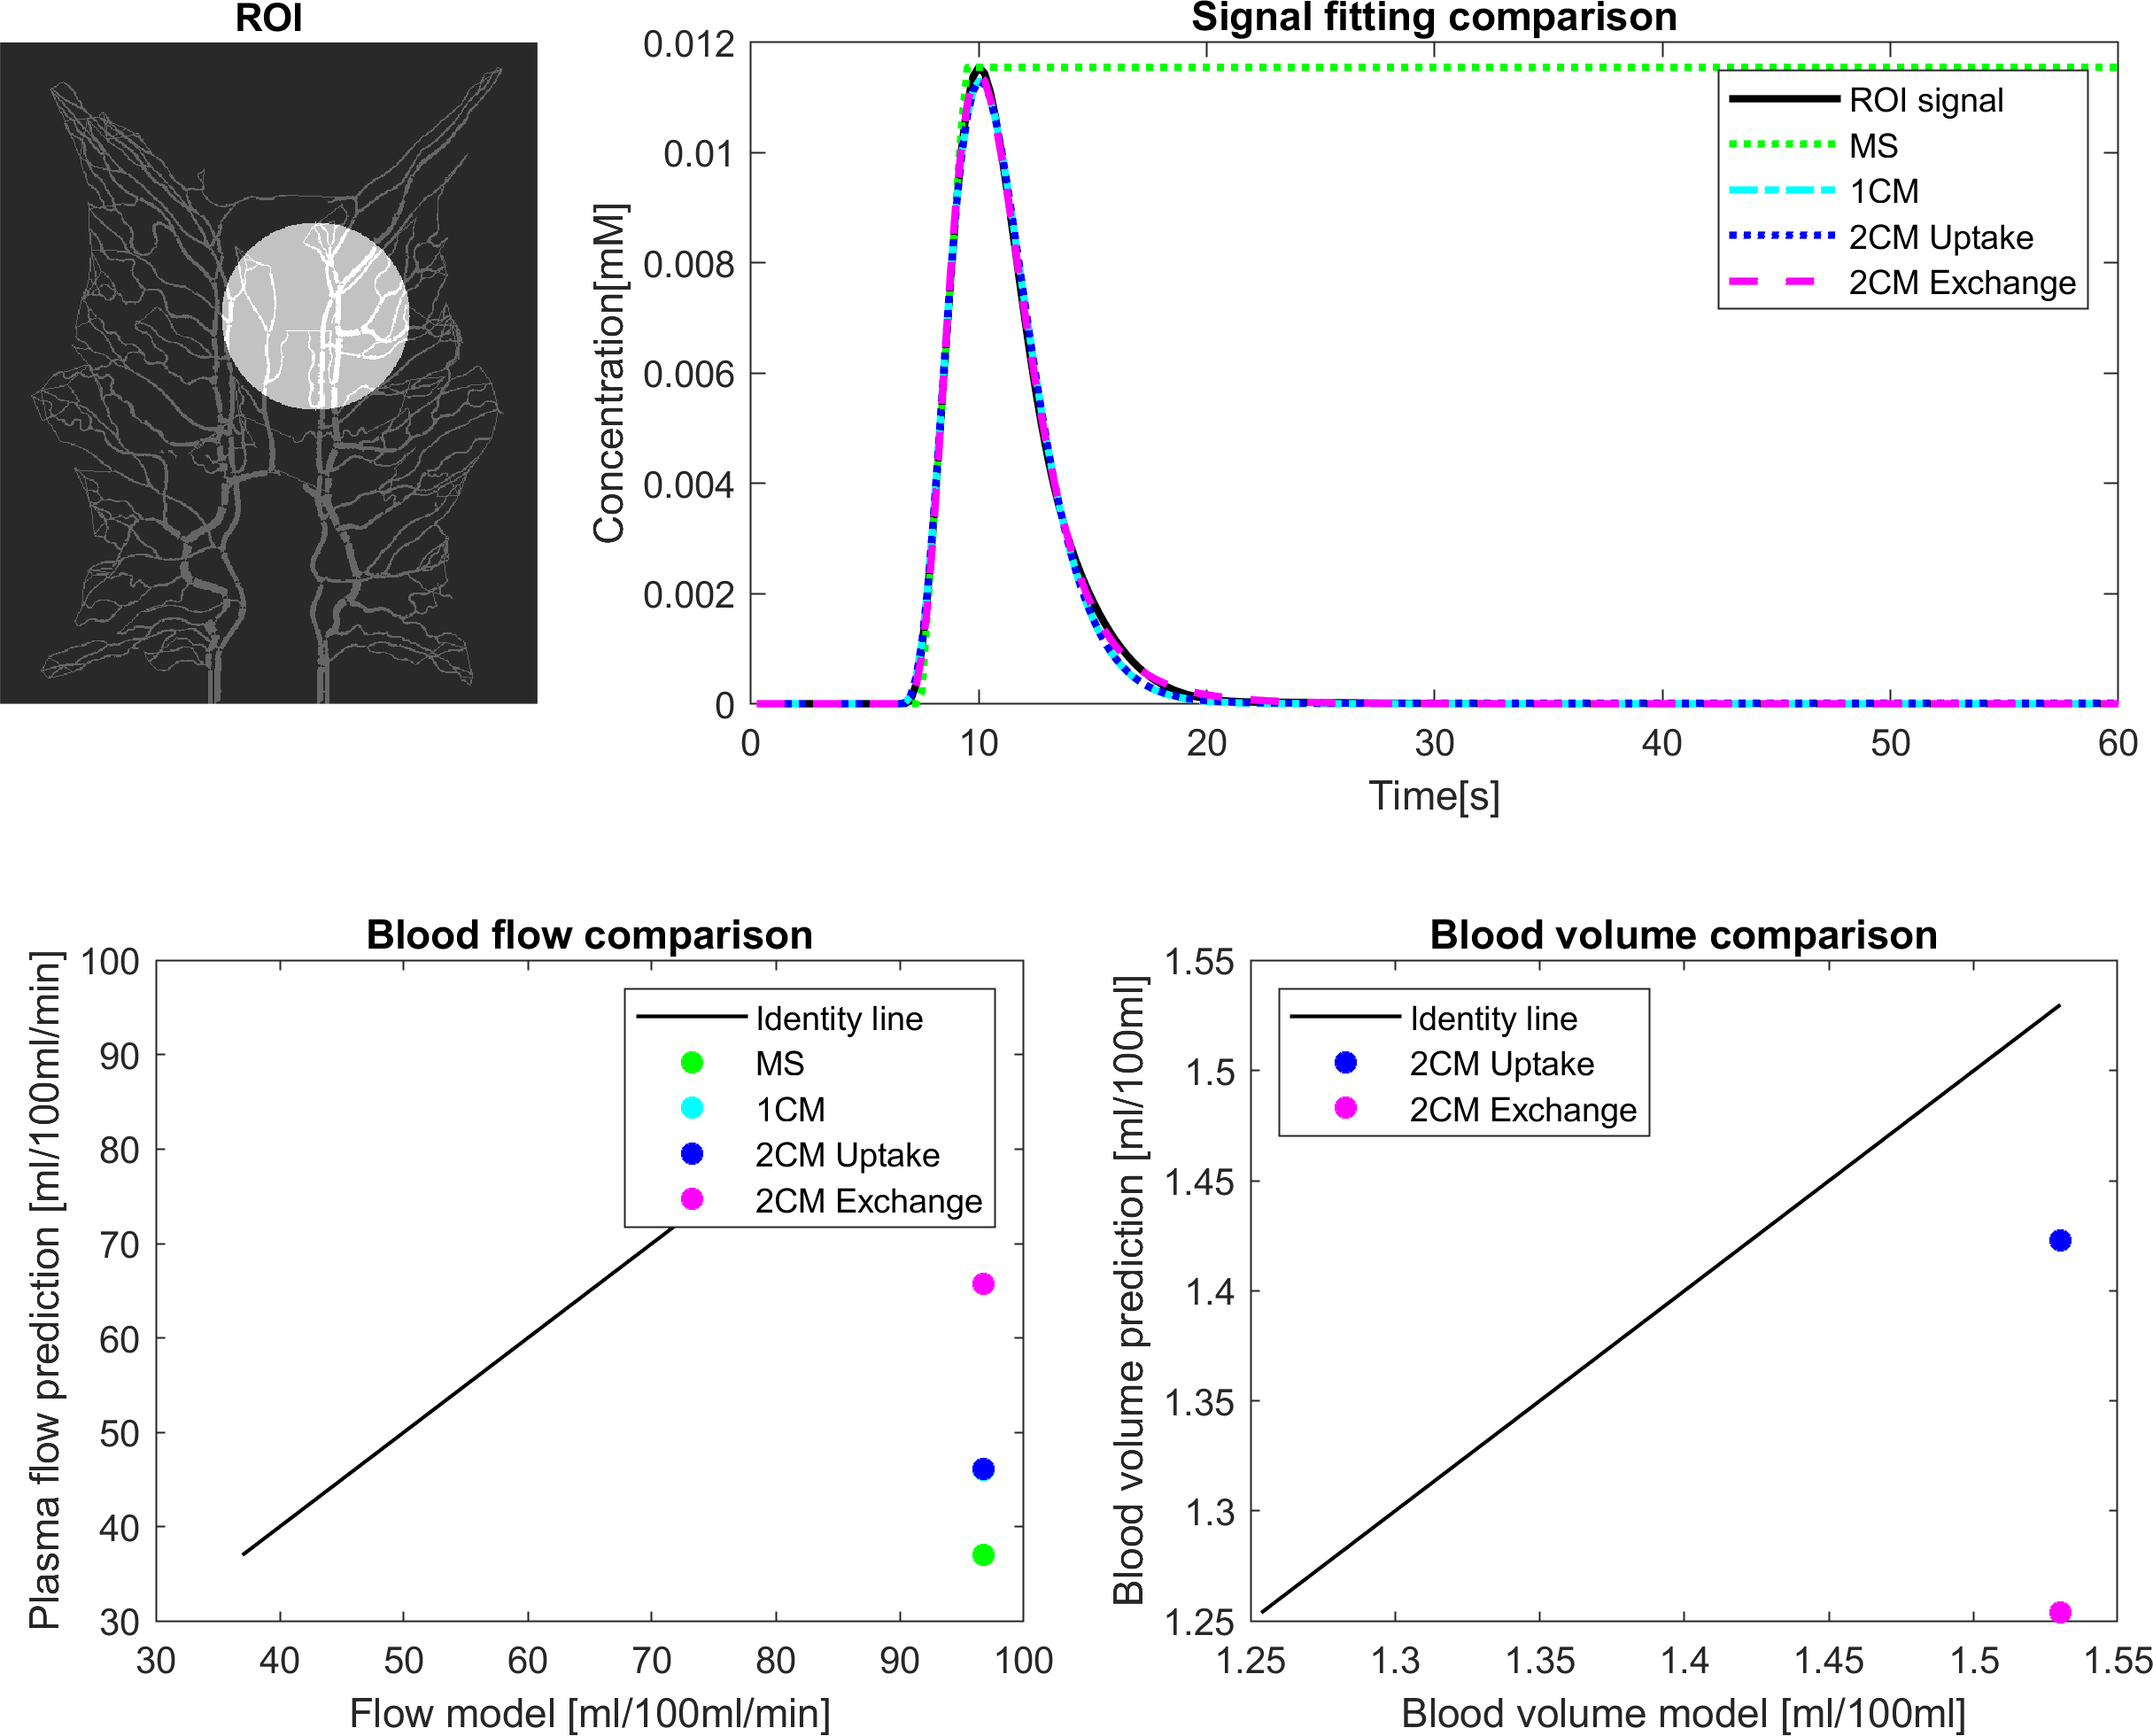 ROI
Signal fitting comparison
0.012
0.01
0.008
0.006
0.004
0.002
0
Concentration[mM]
0 10 20 30 40 50 60
Time[s]
ROI signal
MS
1CM
2CM Uptake
2CM Exchange
Blood flow comparison
100
90
80
70
60
50
40
30
Plasma flow prediction [ml/100ml/min]
Identity line
MS
1CM
2CM Uptake
2CM Exchange
30 40 50 60 70 80 90 100
Flow model [ml/100ml/min]
Blood volume comparison
1.55
1.5
1.45
1.4
1.35
1.3
1.25
Blood volume prediction [ml/100ml]
Identity line
2CM Uptake
2CM Exchange
1.25 1.3 1.35 1.4 1.45 1.5 1.55
Blood volume model [ml/100ml]